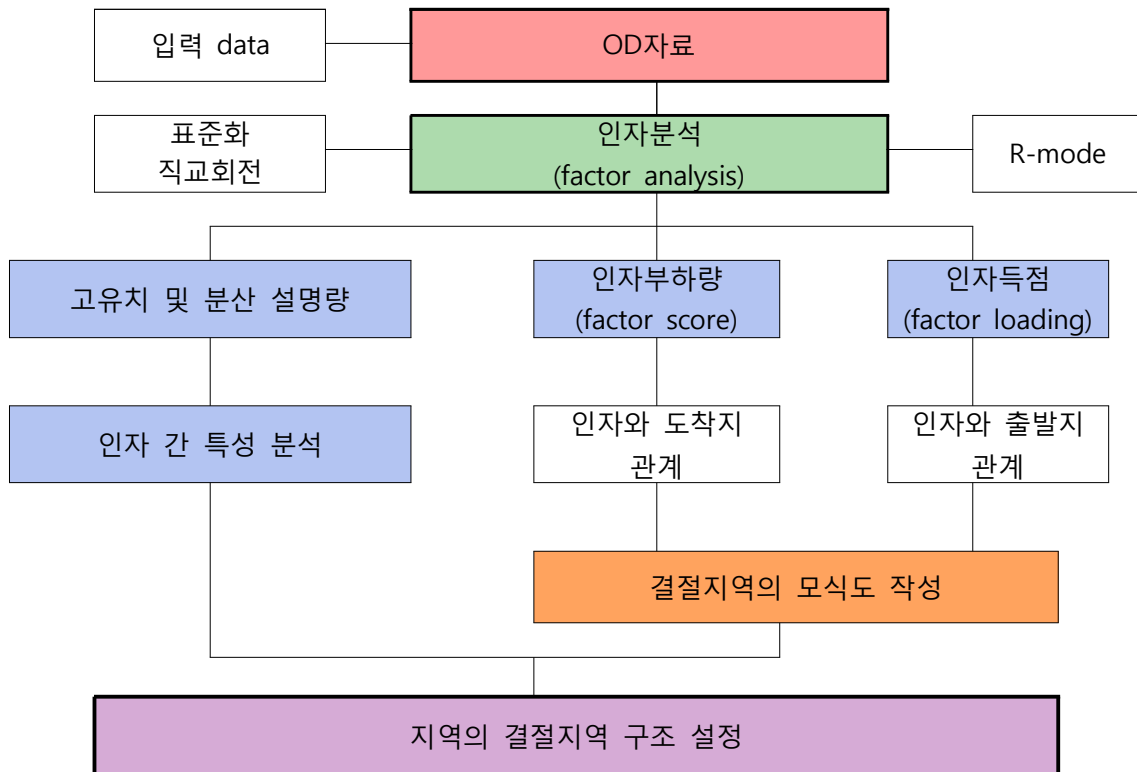 입력 data
OD자료
표준화
직교회전
인자분석
(factor analysis)
R-mode
고유치 및 분산 설명량
인자부하량
(factor score)
인자득점
(factor loading)
인자 간 특성 분석
인자와 도착지
관계
인자와 출발지
관계
결절지역의 모식도 작성
지역의 결절지역 구조 설정